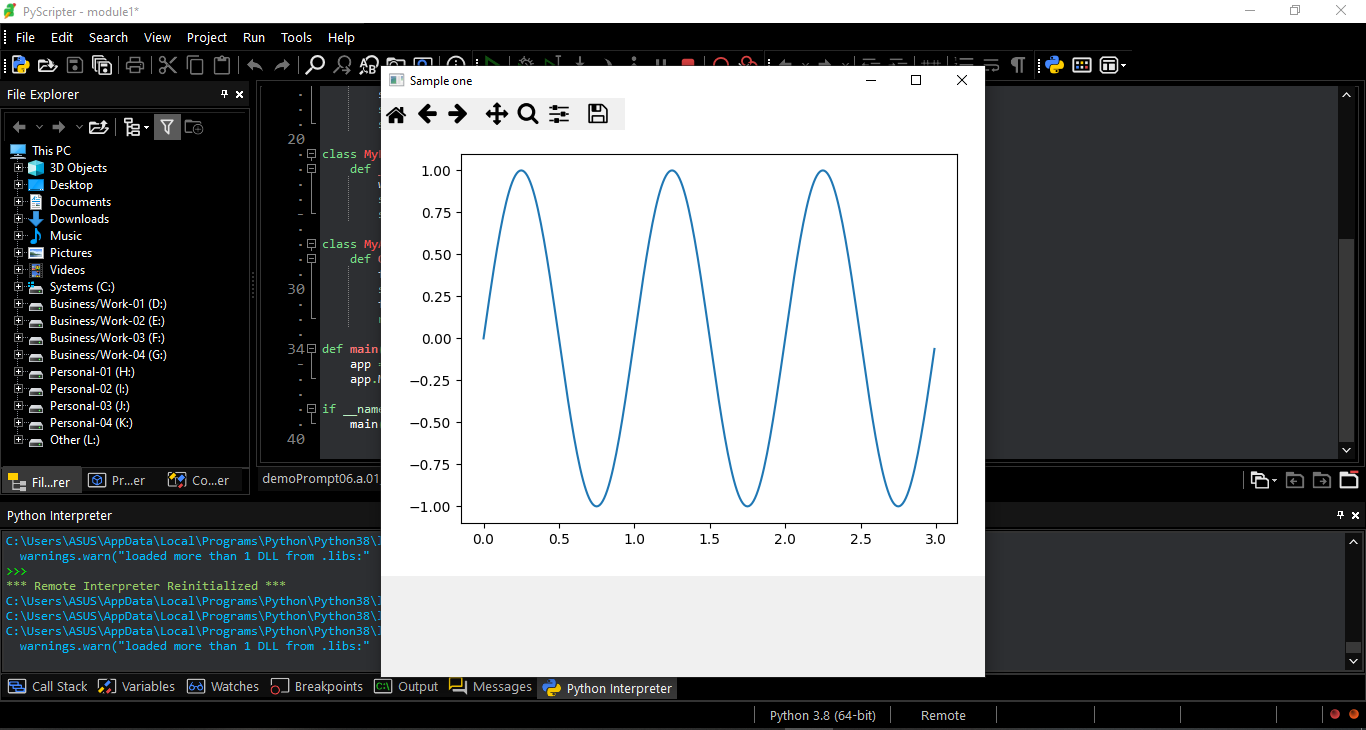 PyScripter - module1*
File Edit Search View Project Run Tools Help
File Explorer
This PC
3D Objects
Desktop
Documents
Downloads
Music
Pictures
Videos
Systems (C:)
Business/Work-01 (D:)
Business/Work-02 (E:)
Business/Work-03 (F:)
Business/Work-04 (G:)
Personal-01 (H:)
Personal-02 (I:)
Personal-03 (J:)
Personal-04 (K:)
Other (L:)
Fil...rer Pr...er Co...er
20
class
def
class
def
30
34 def main
app =
app.
if
main
40
demoPrompt06.a.01
Sample one
1.00
0.75
0.50
0.25
0.00
−0.25
−0.50
−0.75
−1.00
0.0 0.5 1.0 1.5 2.0 2.5 3.0
Python Interpreter
C:\Users\ASUS\AppData\Local\Programs\Python\Python38\
warnings.warn("loaded more than 1 DLL from .libs:"
>>>
*** Remote Interpreter Reinitialized ***
C:\Users\ASUS\AppData\Local\Programs\Python\Python38\
C:\Users\ASUS\AppData\Local\Programs\Python\Python38\
C:\Users\ASUS\AppData\Local\Programs\Python\Python38\
warnings.warn("loaded more than 1 DLL from .libs:"
Call Stack Variables Watches Breakpoints Output Messages Python Interpreter
Python 3.8 (64-bit) Remote